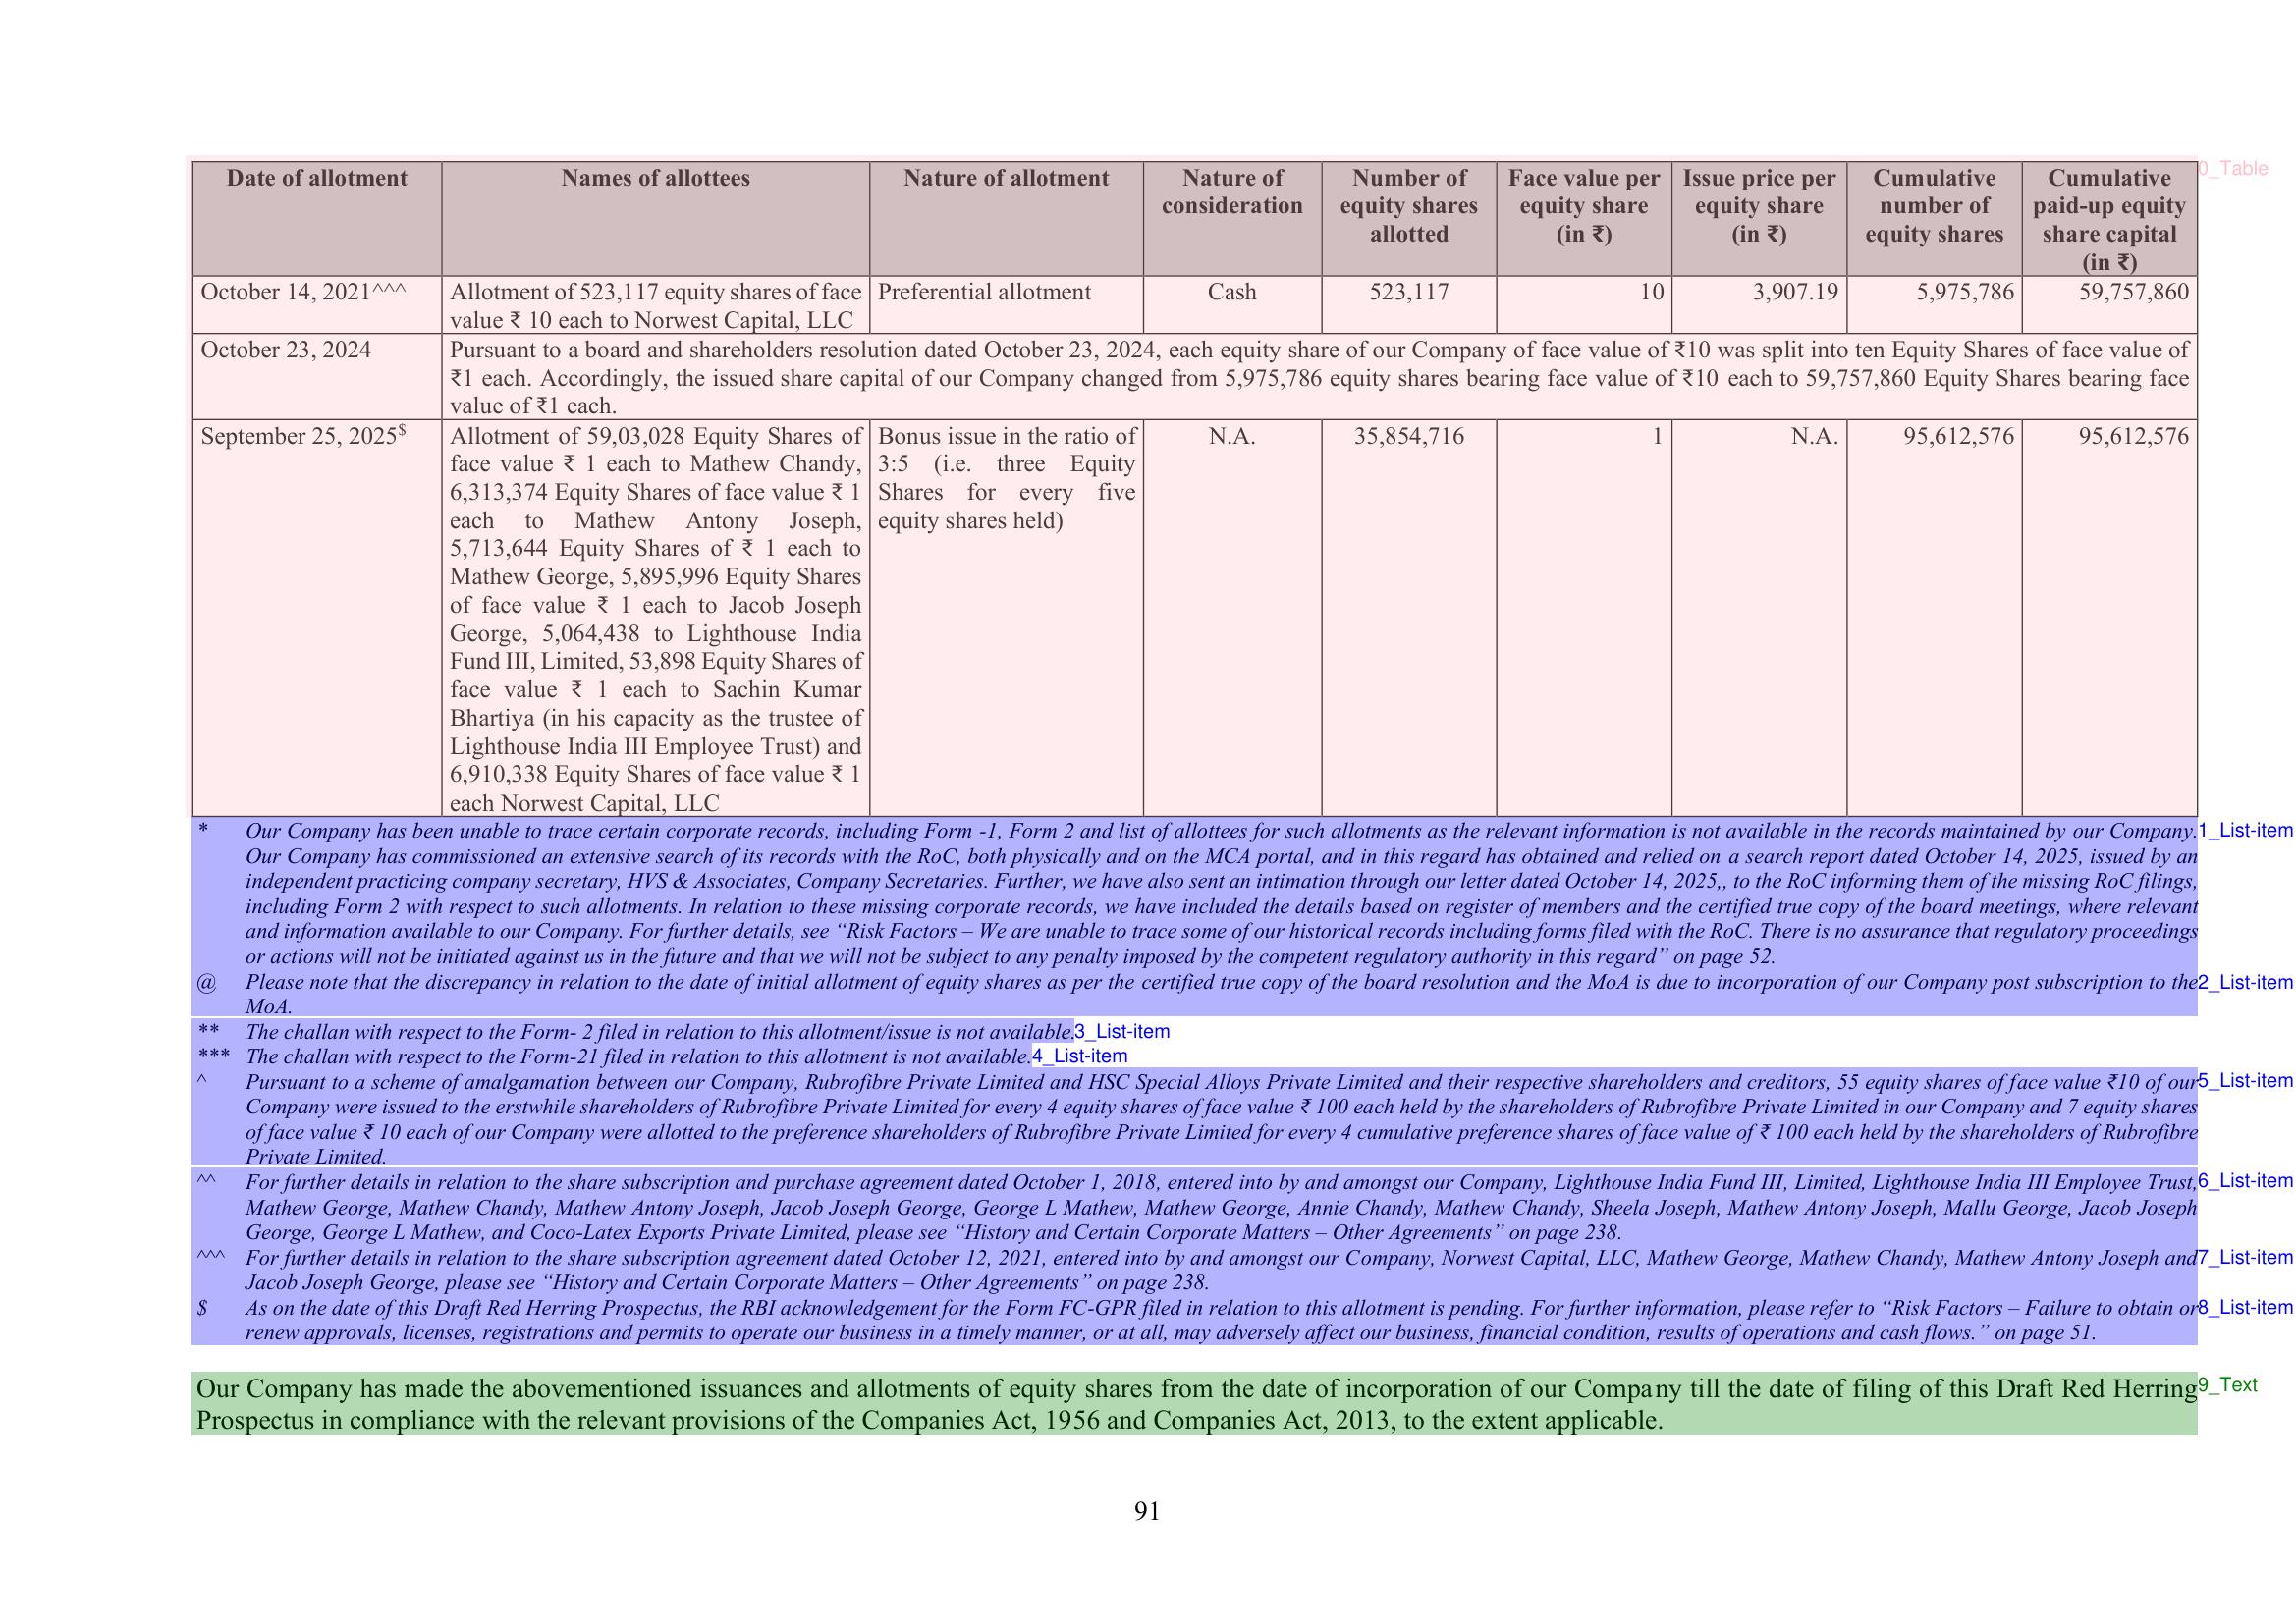 Date of allotment
Names of allottees
Nature of allotment
Nature of
consideration
Number of
equity shares
allotted
Face value per
equity share
(in ₹)
Issue price per
equity share
(in ₹)
Cumulative
number of
equity shares
Cumulative
paid-up equity
share capital
(in ₹)
0_Table
October 14, 2021^^^
Allotment of 523,117 equity shares of face
value ₹ 10 each to Norwest Capital, LLC
Preferential allotment
Cash
523,117
10
3,907.19
5,975,786
59,757,860
October 23, 2024
Pursuant to a board and shareholders resolution dated October 23, 2024, each equity share of our Company of face value of ₹10 was split into ten Equity Shares of face value of
₹1 each. Accordingly, the issued share capital of our Company changed from 5,975,786 equity shares bearing face value of ₹10 each to 59,757,860 Equity Shares bearing face
value of ₹1 each.
September 25, 2025$
Allotment of 59,03,028 Equity Shares of
face value ₹ 1 each to Mathew Chandy,
6,313,374 Equity Shares of face value ₹ 1
each to Mathew Antony Joseph,
5,713,644 Equity Shares of ₹ 1 each to
Mathew George, 5,895,996 Equity Shares
of face value ₹ 1 each to Jacob Joseph
George, 5,064,438 to Lighthouse India
Fund III, Limited, 53,898 Equity Shares of
face value ₹ 1 each to Sachin Kumar
Bhartiya (in his capacity as the trustee of
Lighthouse India III Employee Trust) and
6,910,338 Equity Shares of face value ₹ 1
each Norwest Capital, LLC
Bonus issue in the ratio of
3:5 (i.e. three Equity
Shares for every five
equity shares held)
N.A.
35,854,716
1
N.A.
95,612,576
95,612,576
* Our Company has been unable to trace certain corporate records, including Form -1, Form 2 and list of allottees for such allotments as the relevant information is not available in the records maintained by our Company. 1_List-item
Our Company has commissioned an extensive search of its records with the RoC, both physically and on the MCA portal, and in this regard has obtained and relied on a search report dated October 14, 2025, issued by an
independent practicing company secretary, HVS & Associates, Company Secretaries. Further, we have also sent an intimation through our letter dated October 14, 2025,, to the RoC informing them of the missing RoC filings,
including Form 2 with respect to such allotments. In relation to these missing corporate records, we have included the details based on register of members and the certified true copy of the board meetings, where relevant
and information available to our Company. For further details, see “Risk Factors – We are unable to trace some of our historical records including forms filed with the RoC. There is no assurance that regulatory proceedings
or actions will not be initiated against us in the future and that we will not be subject to any penalty imposed by the competent regulatory authority in this regard” on page 52.
@ Please note that the discrepancy in relation to the date of initial allotment of equity shares as per the certified true copy of the board resolution and the MoA is due to incorporation of our Company post subscription to the 2_List-item
MoA.
** The challan with respect to the Form- 2 filed in relation to this allotment/issue is not available. 3_List-item
*** The challan with respect to the Form-21 filed in relation to this allotment is not available. 4_List-item
^ Pursuant to a scheme of amalgamation between our Company, Rubrofibre Private Limited and HSC Special Alloys Private Limited and their respective shareholders and creditors, 55 equity shares of face value ₹10 of our 5_List-item
Company were issued to the erstwhile shareholders of Rubrofibre Private Limited for every 4 equity shares of face value ₹ 100 each held by the shareholders of Rubrofibre Private Limited in our Company and 7 equity shares
of face value ₹ 10 each of our Company were allotted to the preference shareholders of Rubrofibre Private Limited for every 4 cumulative preference shares of face value of ₹ 100 each held by the shareholders of Rubrofibre
Private Limited.
^^ For further details in relation to the share subscription and purchase agreement dated October 1, 2018, entered into by and amongst our Company, Lighthouse India Fund III, Limited, Lighthouse India III Employee Trust, 6_List-item
Mathew George, Mathew Chandy, Mathew Antony Joseph, Jacob Joseph George, George L Mathew, Mathew George, Annie Chandy, Mathew Chandy, Sheela Joseph, Mathew Antony Joseph, Mallu George, Jacob Joseph
George, George L Mathew, and Coco-Latex Exports Private Limited, please see “History and Certain Corporate Matters – Other Agreements” on page 238.
^^^ For further details in relation to the share subscription agreement dated October 12, 2021, entered into by and amongst our Company, Norwest Capital, LLC, Mathew George, Mathew Chandy, Mathew Antony Joseph and 7_List-item
Jacob Joseph George, please see “History and Certain Corporate Matters – Other Agreements” on page 238.
$ As on the date of this Draft Red Herring Prospectus, the RBI acknowledgement for the Form FC-GPR filed in relation to this allotment is pending. For further information, please refer to “Risk Factors – Failure to obtain or 8_List-item
renew approvals, licenses, registrations and permits to operate our business in a timely manner, or at all, may adversely affect our business, financial condition, results of operations and cash flows.” on page 51.
Our Company has made the abovementioned issuances and allotments of equity shares from the date of incorporation of our Company till the date of filing of this Draft Red Herring 9_Text
Prospectus in compliance with the relevant provisions of the Companies Act, 1956 and Companies Act, 2013, to the extent applicable.
91